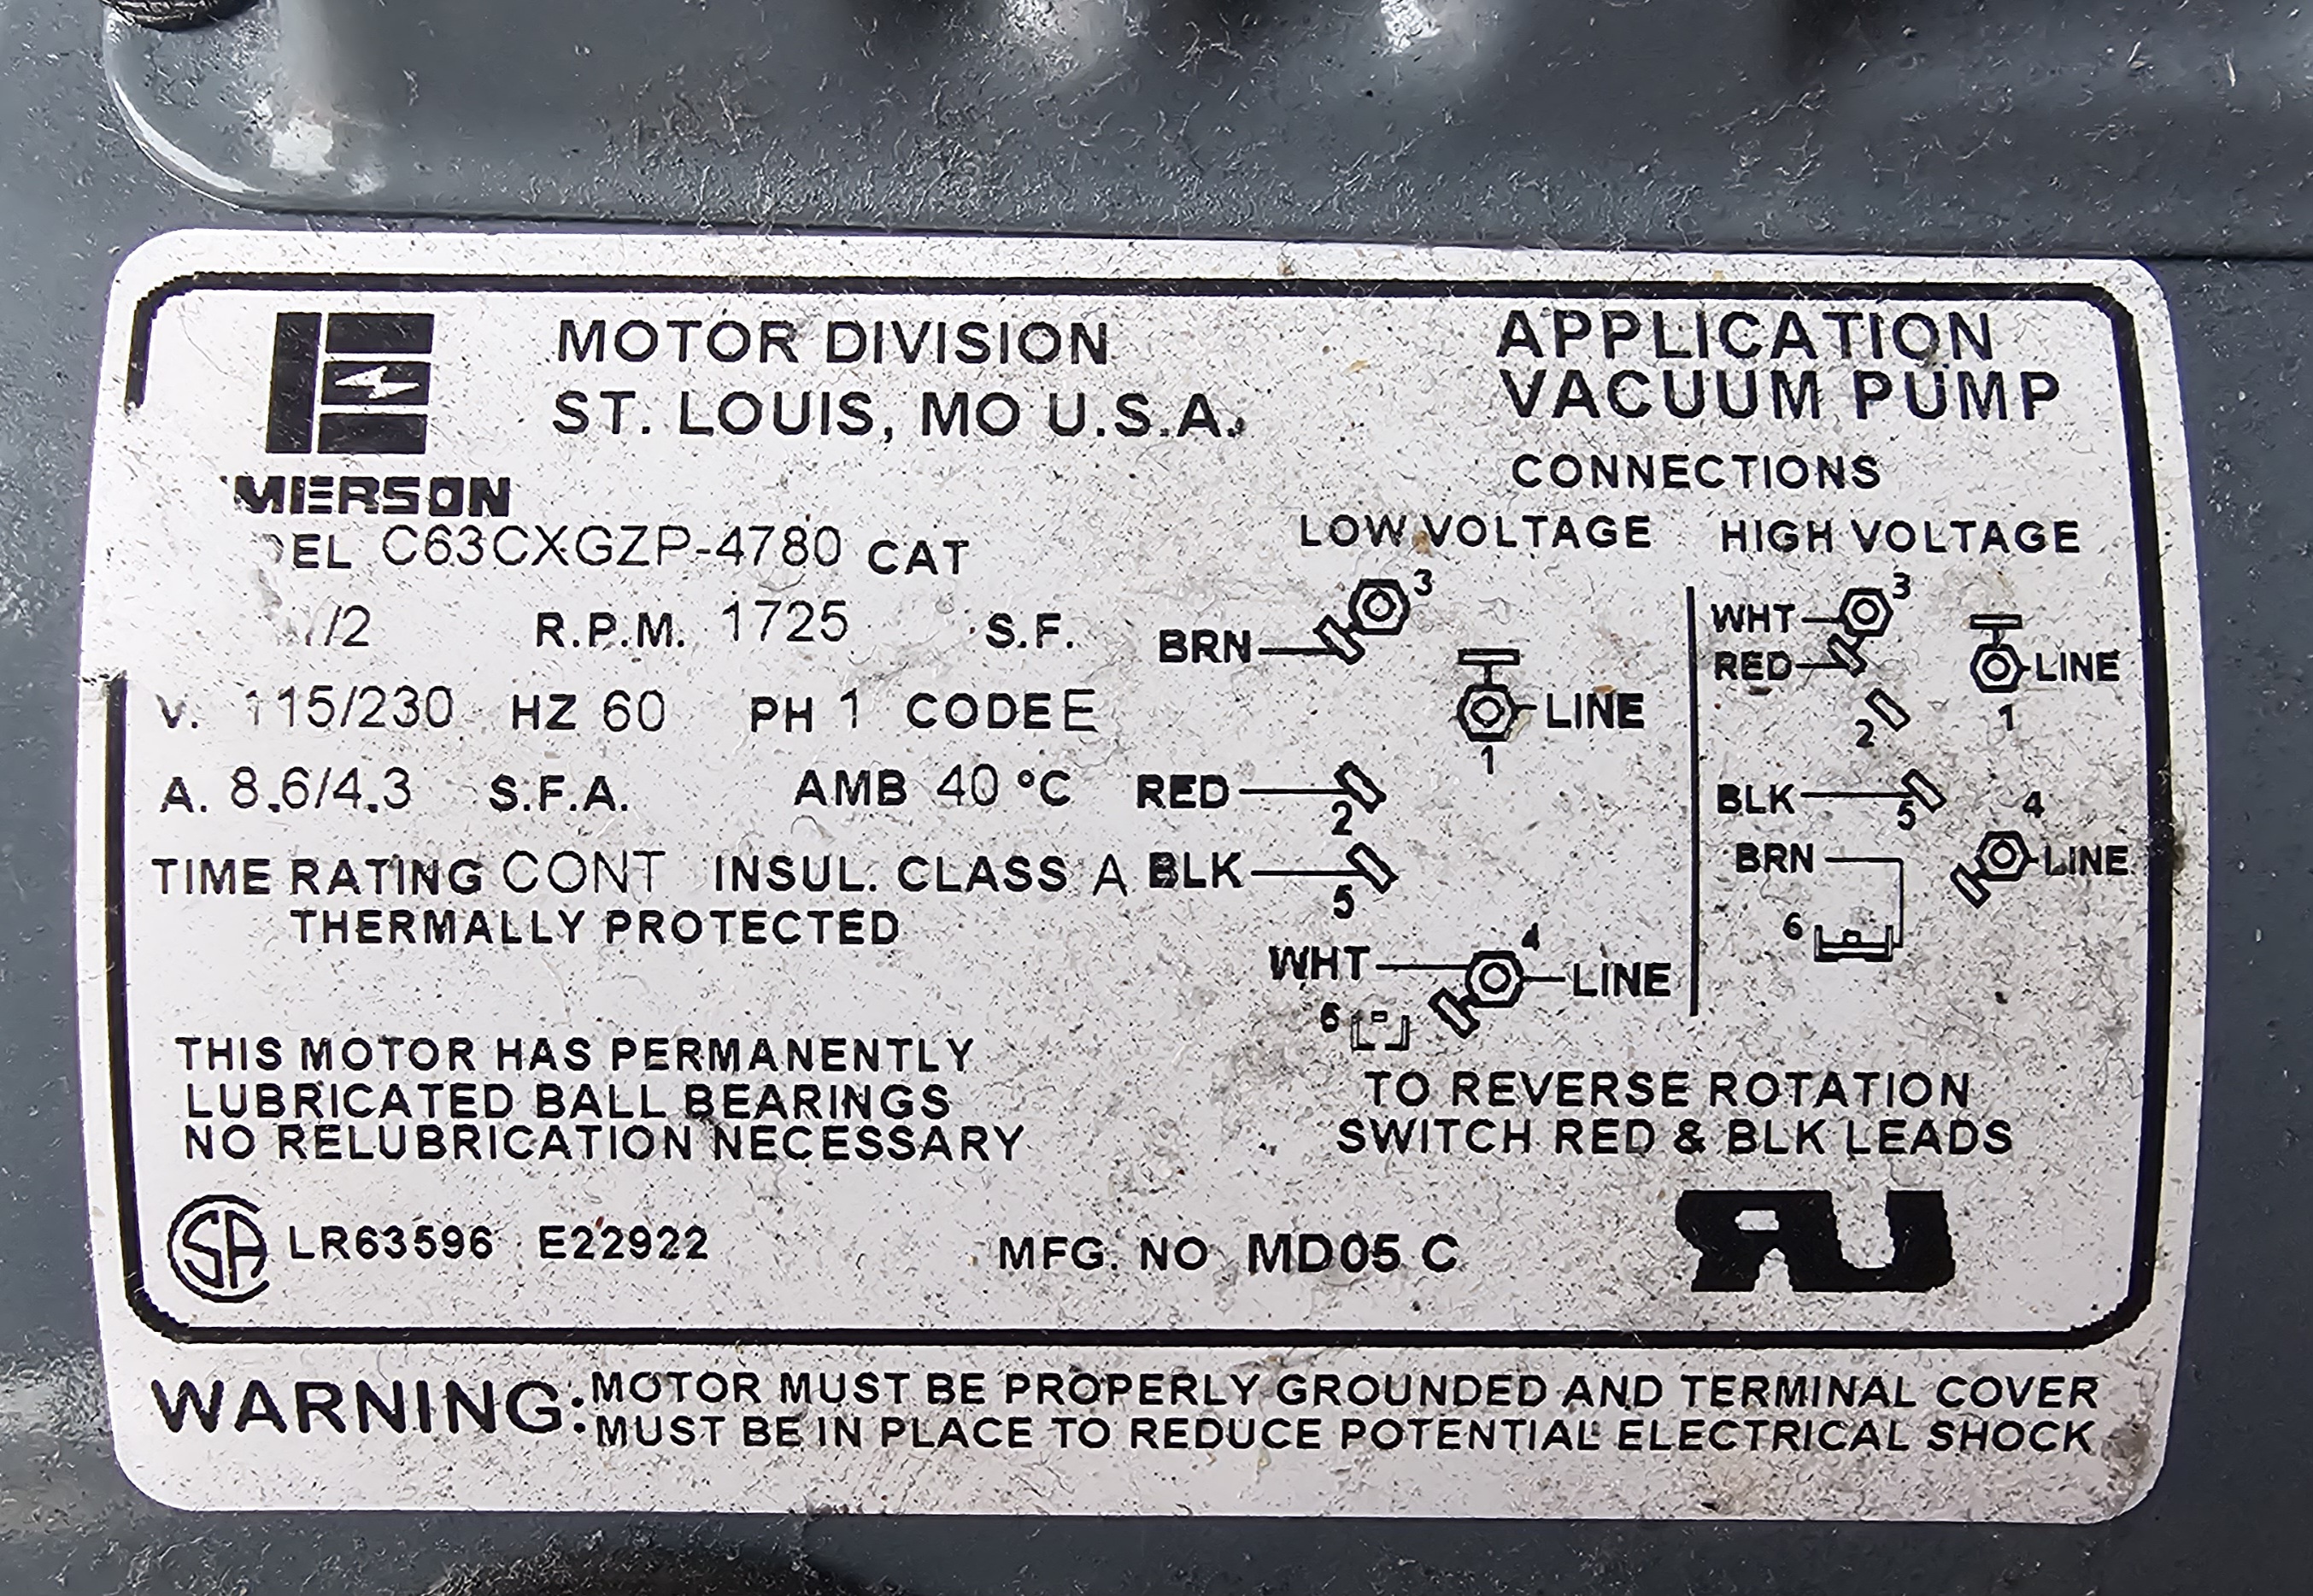 MOTOR DIVISION
ST. LOUIS, MO U.S.A.
MERSON
DEL C63CXGZP-4780 CAT
1/2 R.P.M. 1725 S.F.
V. 115/230 HZ 60 PH 1 CODE E
A. 8.6/4.3 S.F.A. AMB 40 °C
TIME RATING CONT INSUL. CLASS A
THERMALLY PROTECTED
THIS MOTOR HAS PERMANENTLY
LUBRICATED BALL BEARINGS
NO RELUBRICATION NECESSARY
APPLICATION
VACUUM PUMP
CONNECTIONS
LOW VOLTAGE
3
BRN
LINE
1
RED
2
BLK
5
WHT
4
LINE
6
HIGH VOLTAGE
WHT
3
RED
LINE
2
1
BLK
5
4
BRN
LINE
6
TO REVERSE ROTATION
SWITCH RED & BLK LEADS
SA LR63596 E22922
MFG. NO MD05 C
RU
WARNING: MOTOR MUST BE PROPERLY GROUNDED AND TERMINAL COVER
MUST BE IN PLACE TO REDUCE POTENTIAL ELECTRICAL SHOCK